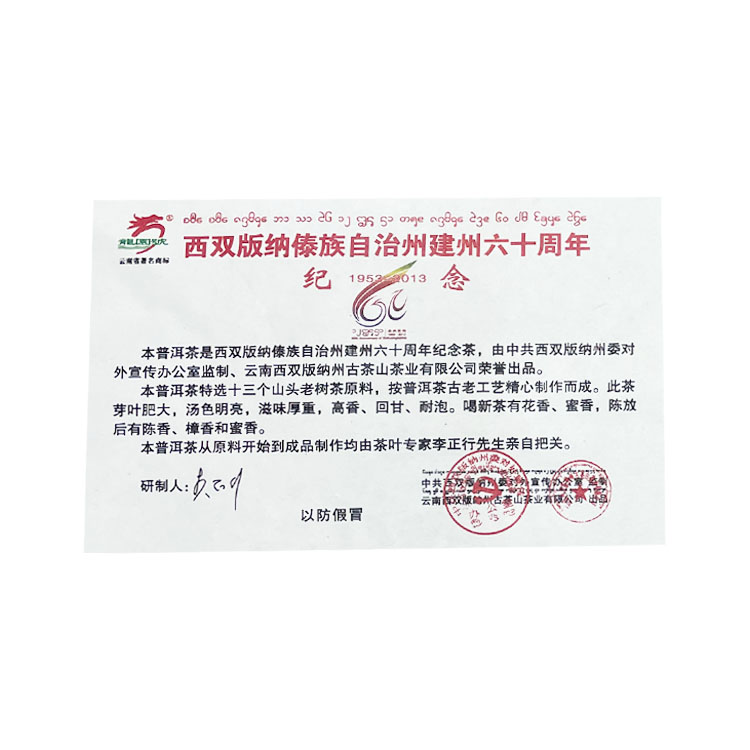 西双版纳傣族自治州建州六十周年
云南省著名商标
纪 1953-2013 念
本普洱茶是西双版纳傣族自治州建州六十周年纪念茶，由中共西双版纳州委对
外宣传办公室监制、云南西双版纳州古茶山茶业有限公司荣誉出品。
本普洱茶特选十三个山头老树茶原料，按普洱茶古老工艺精心制作而成。此茶
芽叶肥大，汤色明亮，滋味厚重，高香、回甘、耐泡。喝新茶有花香、蜜香，陈放
后有陈香、樟香和蜜香。
本普洱茶从原料开始到成品制作均由茶叶专家李正行先生亲自把关。
研制人：
中共西双版纳州委对外宣传办公室 监制
云南西双版纳州古茶山茶业有限公司 出品
以防假冒